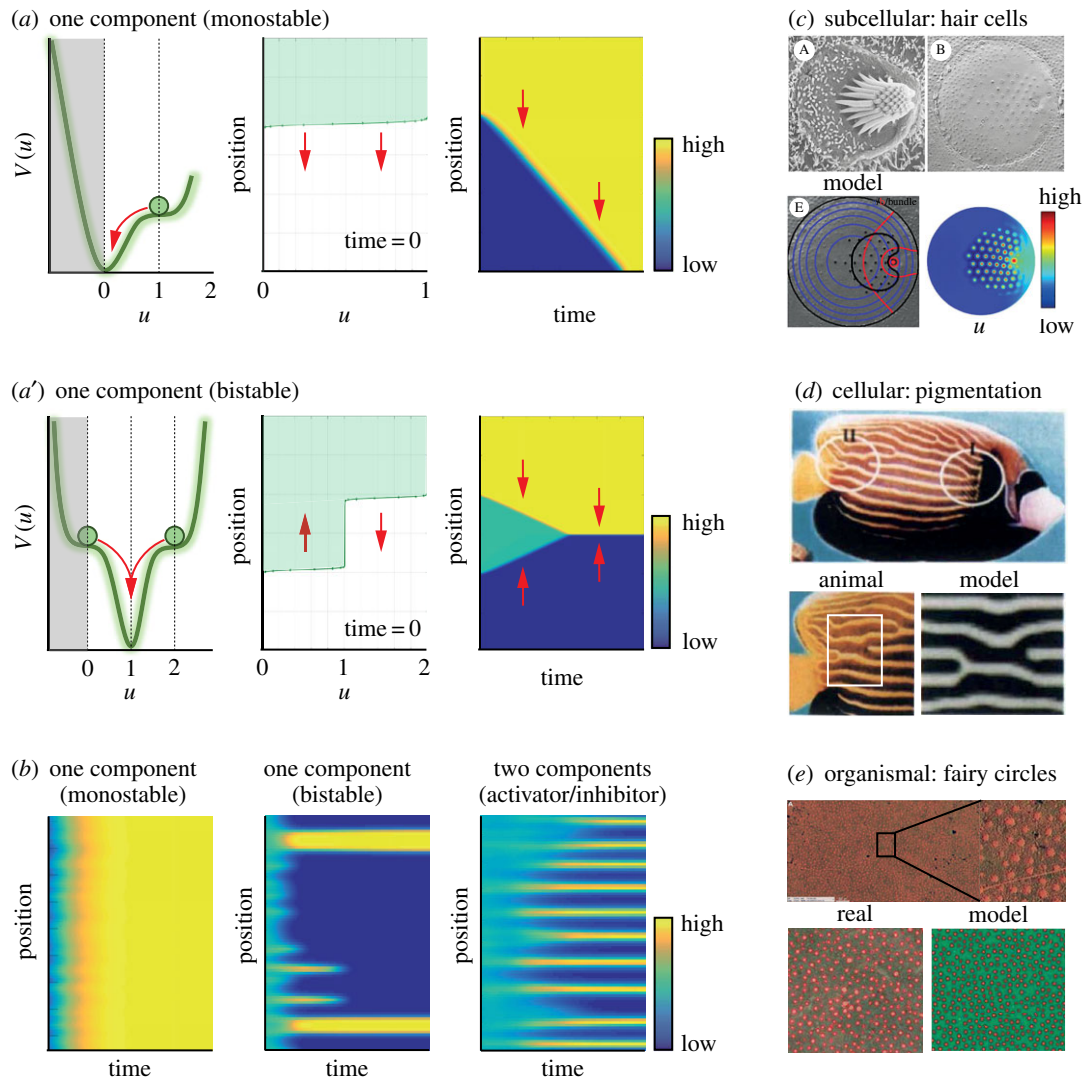 (a) one component (monostable)
V(u)
0
1
2
u
position
time = 0
0
1
u
position
time
high
low
(a′) one component (bistable)
V(u)
0
1
2
u
position
time = 0
0
1
2
u
position
time
high
low
(b) one component
(monostable)
position
time
one component
(bistable)
position
time
two components
(activator/inhibitor)
position
time
high
low
(c) subcellular: hair cells
A
B
model
E
/bundle
u
high
low
(d) cellular: pigmentation
II
I
animal
model
(e) organismal: fairy circles
real
model